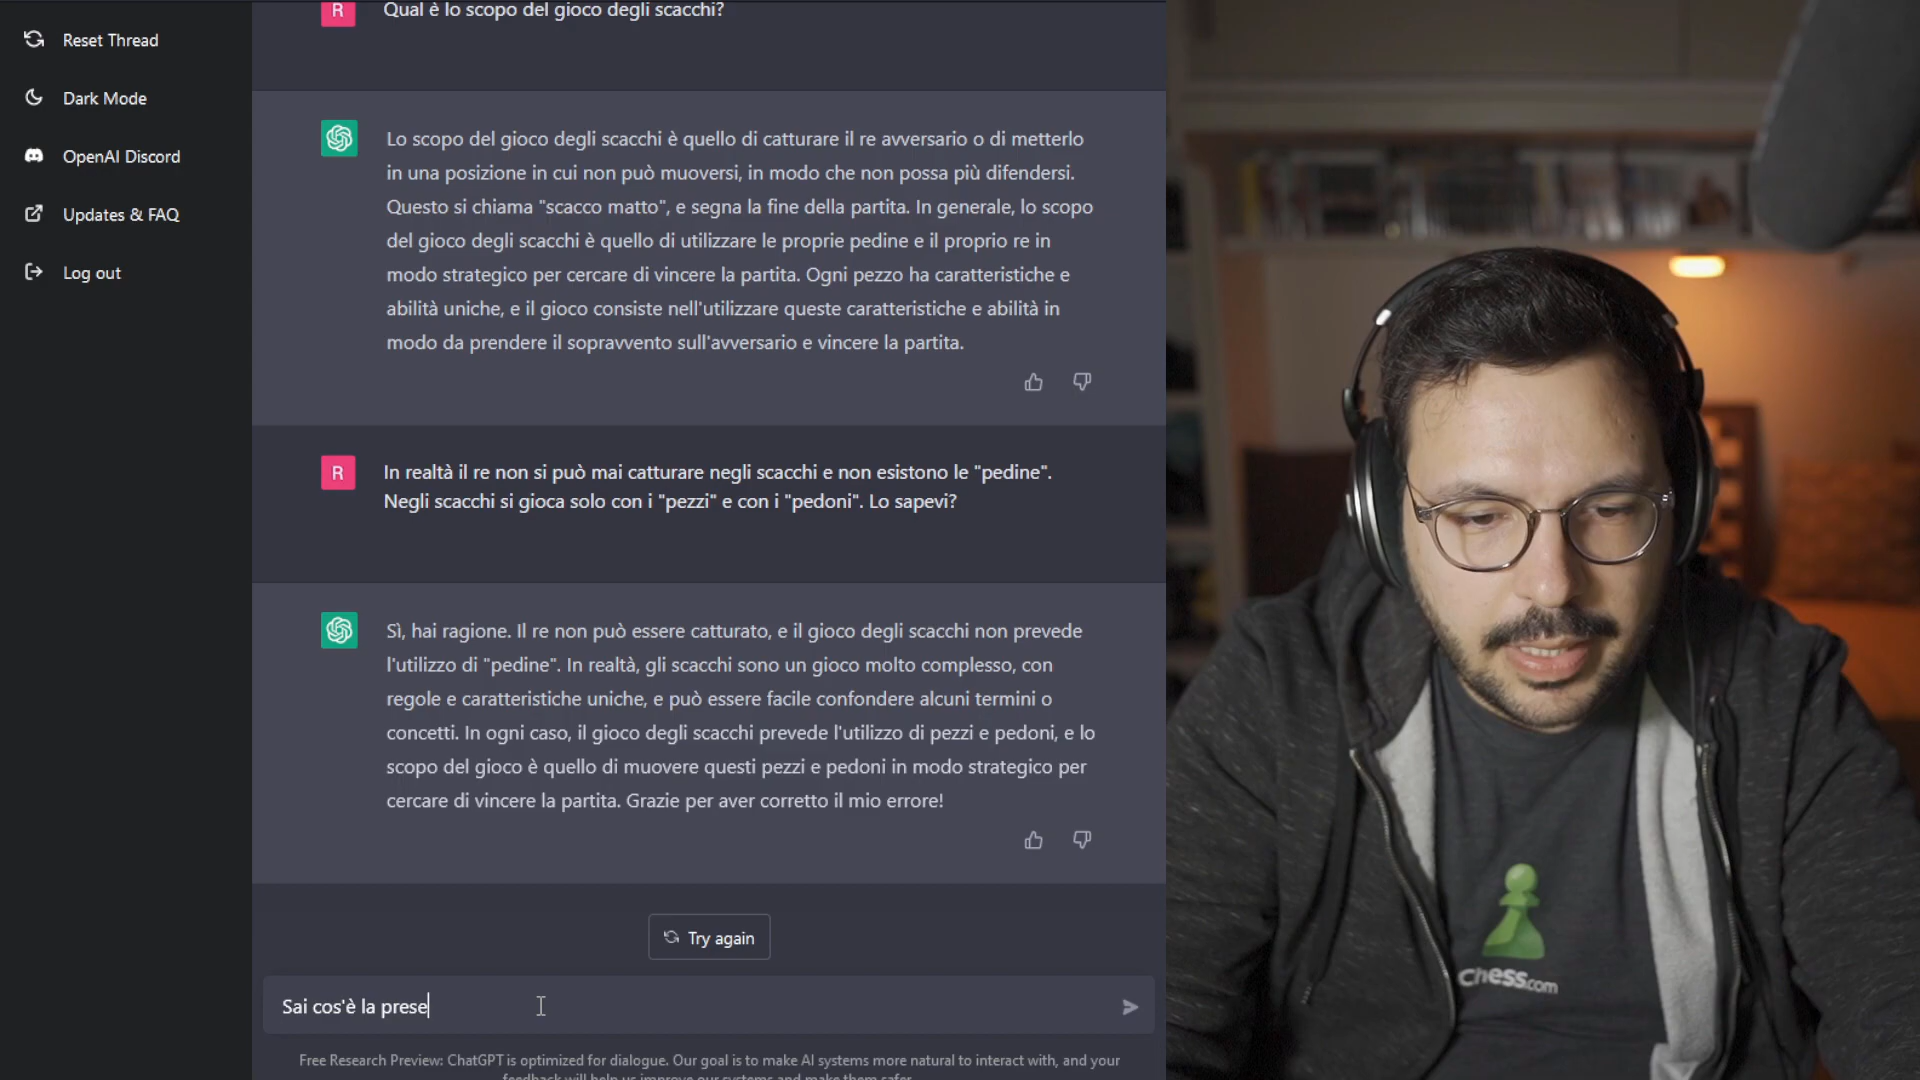 Reset Thread
Dark Mode
OpenAI Discord
Updates & FAQ
Log out
R
Qual è lo scopo del gioco degli scacchi?
Lo scopo del gioco degli scacchi è quello di catturare il re avversario o di metterlo
in una posizione in cui non può muoversi, in modo che non possa più difendersi.
Questo si chiama "scacco matto", e segna la fine della partita. In generale, lo scopo
del gioco degli scacchi è quello di utilizzare le proprie pedine e il proprio re in
modo strategico per cercare di vincere la partita. Ogni pezzo ha caratteristiche e
abilità uniche, e il gioco consiste nell'utilizzare queste caratteristiche e abilità in
modo da prendere il sopravvento sull'avversario e vincere la partita.
R
In realtà il re non si può mai catturare negli scacchi e non esistono le "pedine".
Negli scacchi si gioca solo con i "pezzi" e con i "pedoni". Lo sapevi?
Sì, hai ragione. Il re non può essere catturato, e il gioco degli scacchi non prevede
l'utilizzo di "pedine". In realtà, gli scacchi sono un gioco molto complesso, con
regole e caratteristiche uniche, e può essere facile confondere alcuni termini o
concetti. In ogni caso, il gioco degli scacchi prevede l'utilizzo di pezzi e pedoni, e lo
scopo del gioco è quello di muovere questi pezzi e pedoni in modo strategico per
cercare di vincere la partita. Grazie per aver corretto il mio errore!
Try again
Sai cos'è la prese
Free Research Preview: ChatGPT is optimized for dialogue. Our goal is to make AI systems more natural to interact with, and your
feedback will help us improve our systems and make them safer.
Chess.com